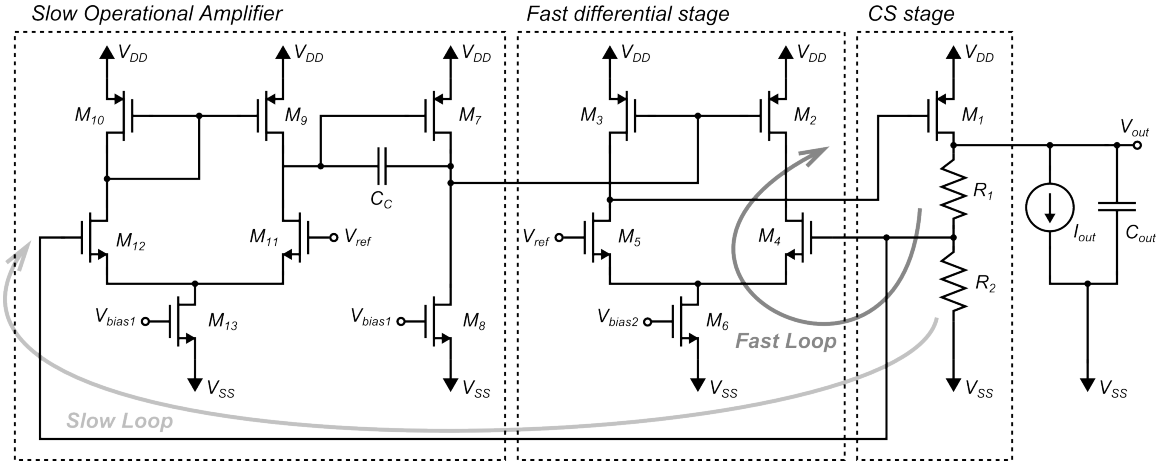 Slow Operational Amplifier
Fast differential stage
CS stage
VDD
VDD
VDD
VDD
VDD
VDD
M10
M9
M7
M3
M2
M1
Vout
CC
R1
M12
M11
Vref
Vref
M5
M4
Iout
Cout
R2
Vbias1
M13
Vbias1
M8
Vbias2
M6
Fast Loop
VSS
VSS
VSS
VSS
VSS
Slow Loop